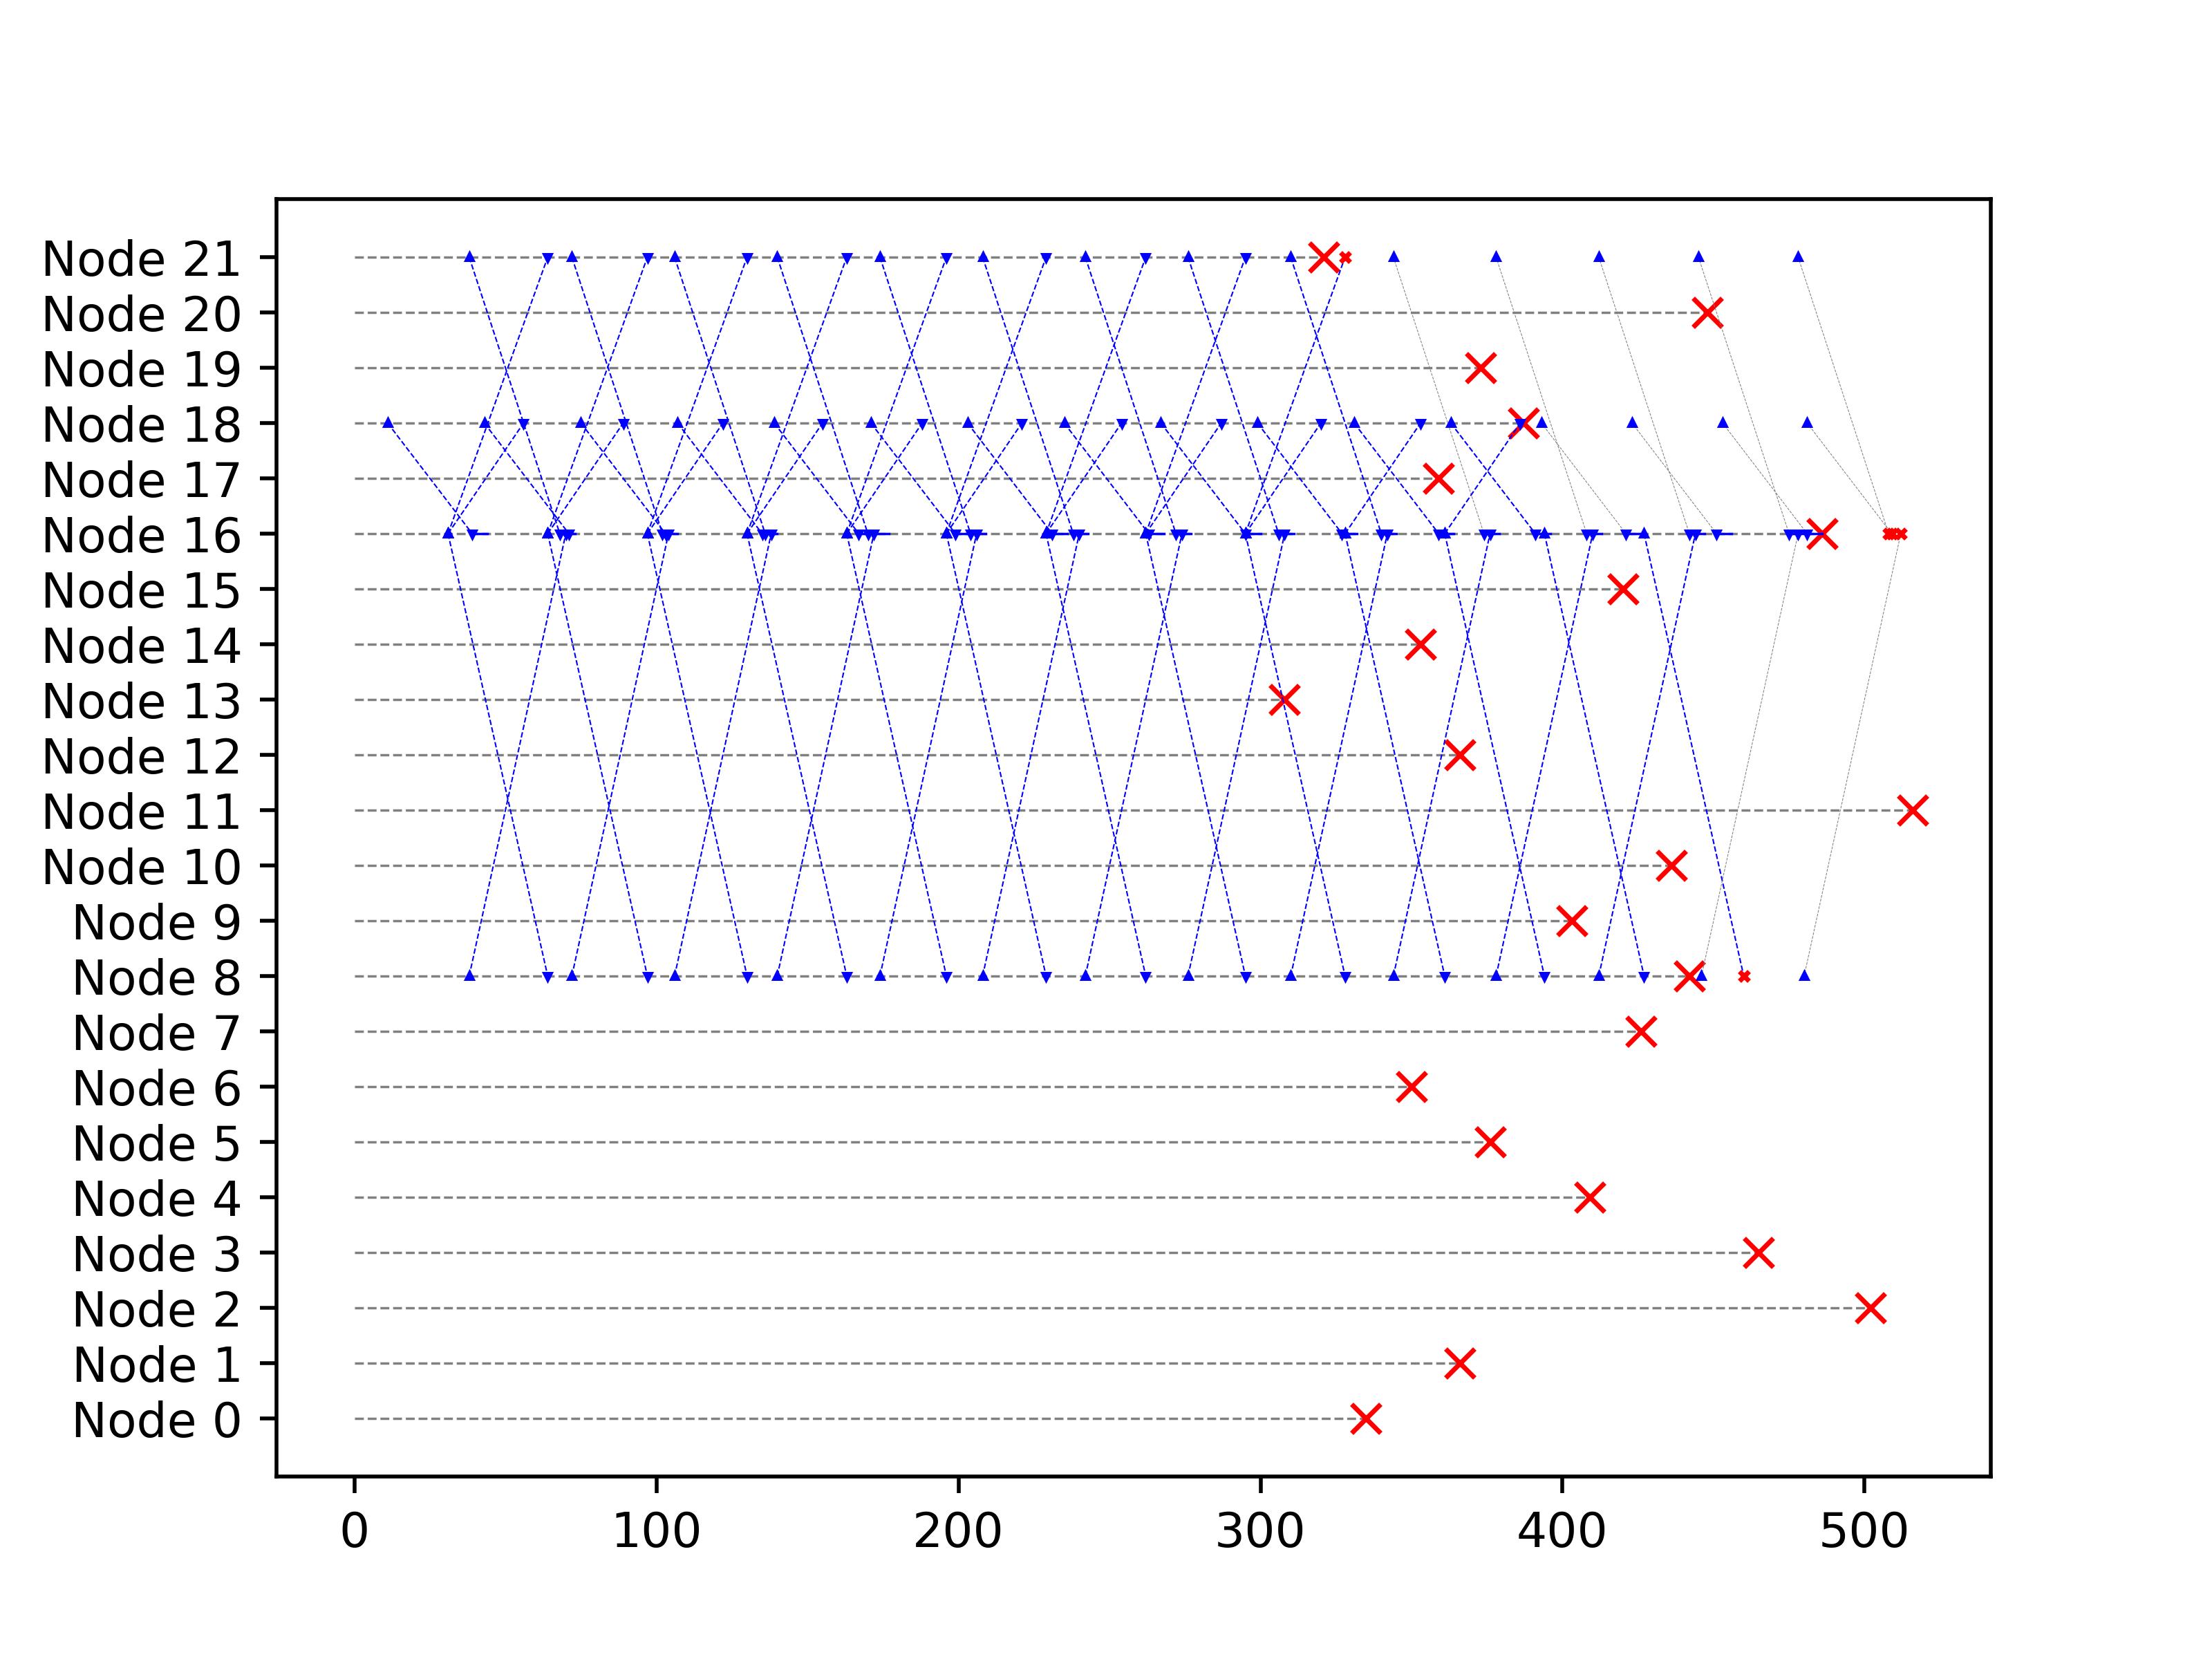 Node 21
Node 20
Node 19
Node 18
Node 17
Node 16
Node 15
Node 14
Node 13
Node 12
Node 11
Node 10
Node 9
Node 8
Node 7
Node 6
Node 5
Node 4
Node 3
Node 2
Node 1
Node 0
0 100 200 300 400 500